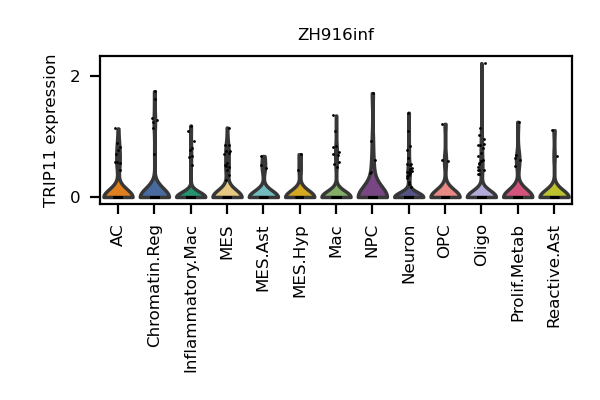 ZH916inf
TRIP11 expression
2
0
AC
Chromatin.Reg
Inflammatory.Mac
MES
MES.Ast
MES.Hyp
Mac
NPC
Neuron
OPC
Oligo
Prolif.Metab
Reactive.Ast